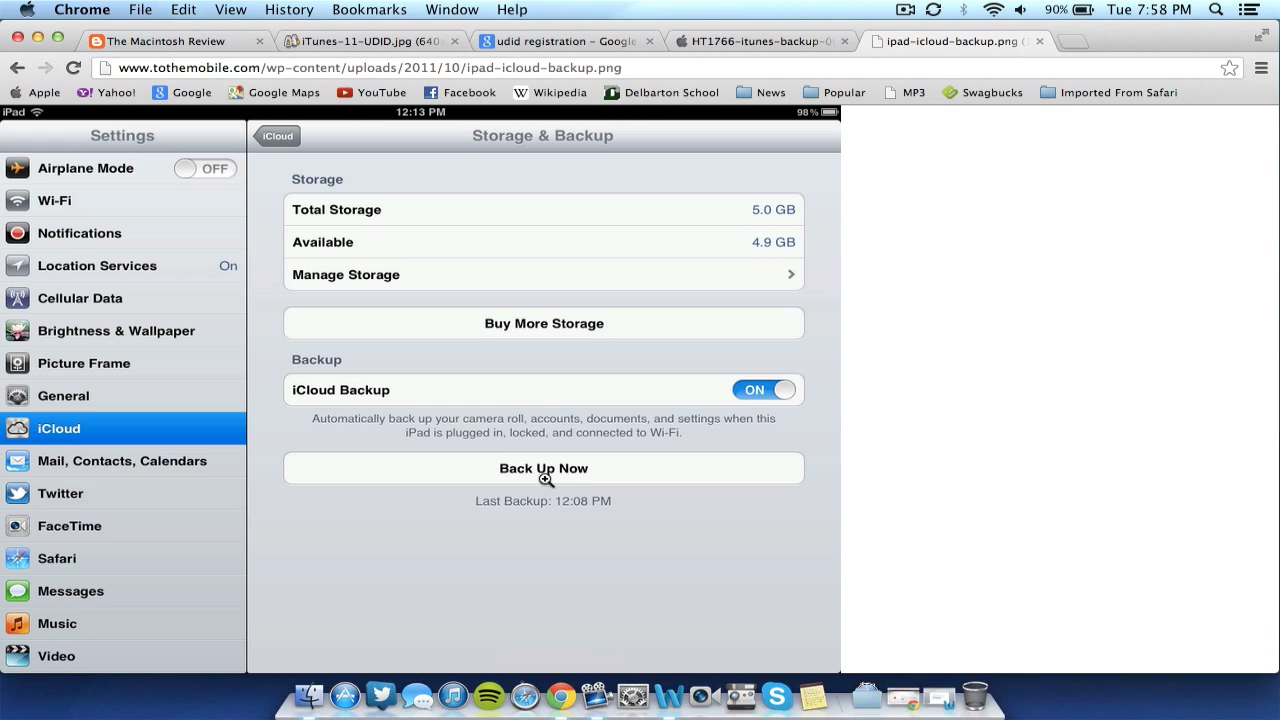 Chrome File Edit View History Bookmarks Window Help 90% Tue 7:58 PM
The Macintosh Review iTunes-11-UDID.jpg (640 udid registration - Google HT1766-itunes-backup-0 ipad-icloud-backup.png
www.tothemobile.com/wp-content/uploads/2011/10/ipad-icloud-backup.png
Apple Yahoo! Google Google Maps YouTube Facebook Wikipedia Delbarton School News Popular MP3 Swagbucks Imported From Safari
iPad 12:13 PM 98%
Settings iCloud Storage & Backup
Airplane Mode OFF
Wi-Fi
Notifications
Location Services On
Cellular Data
Brightness & Wallpaper
Picture Frame
General
iCloud
Mail, Contacts, Calendars
Twitter
FaceTime
Safari
Messages
Music
Video
Storage
Total Storage 5.0 GB
Available 4.9 GB
Manage Storage
Buy More Storage
Backup
iCloud Backup ON
Automatically back up your camera roll, accounts, documents, and settings when this
iPad is plugged in, locked, and connected to Wi-Fi.
Back Up Now
Last Backup: 12:08 PM